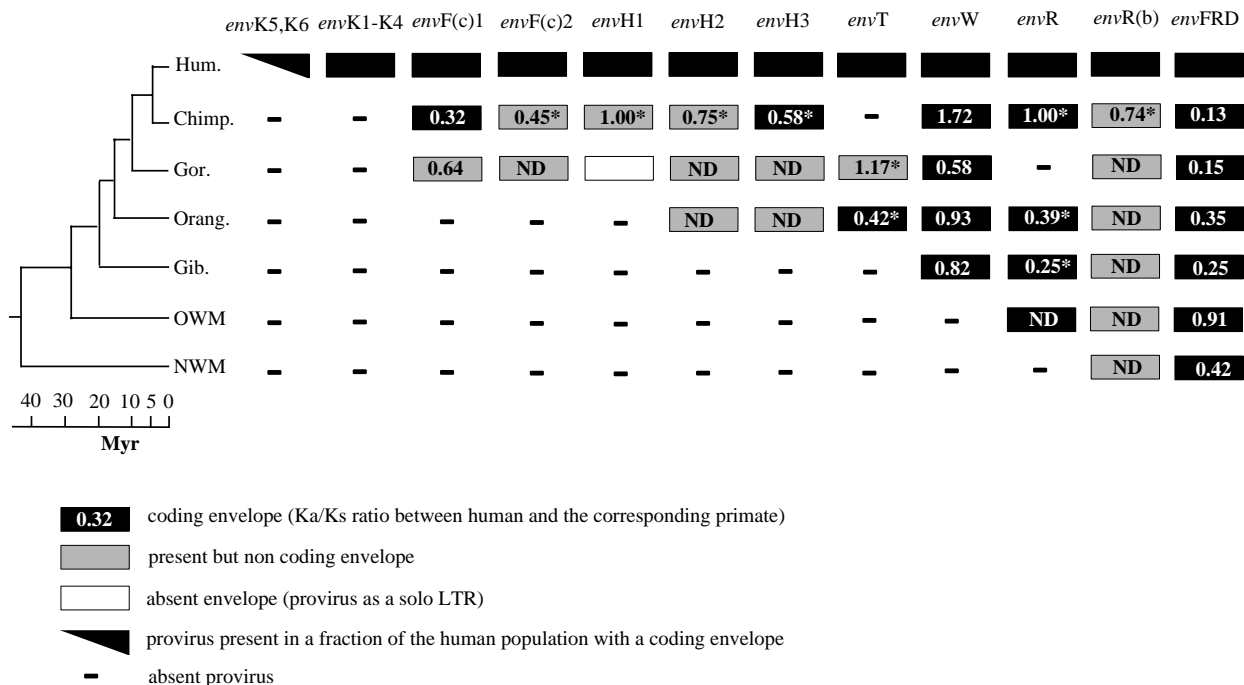 envK5,K6 envK1-K4 envF(c)1 envF(c)2 envH1 envH2 envH3 envT envW envR envR(b) envFRD
Hum.
Chimp. - - 0.32 0.45* 1.00* 0.75* 0.58* - 1.72 1.00* 0.74* 0.13
Gor. - - 0.64 ND ND ND 1.17* 0.58 - ND 0.15
Orang. - - - - - ND ND 0.42* 0.93 0.39* ND 0.35
Gib. - - - - - - - - 0.82 0.25* ND 0.25
OWM - - - - - - - - - ND ND 0.91
NWM - - - - - - - - - - ND 0.42
40 30 20 10 5 0
Myr
0.32 coding envelope (Ka/Ks ratio between human and the corresponding primate)
present but non coding envelope
absent envelope (provirus as a solo LTR)
provirus present in a fraction of the human population with a coding envelope
- absent provirus